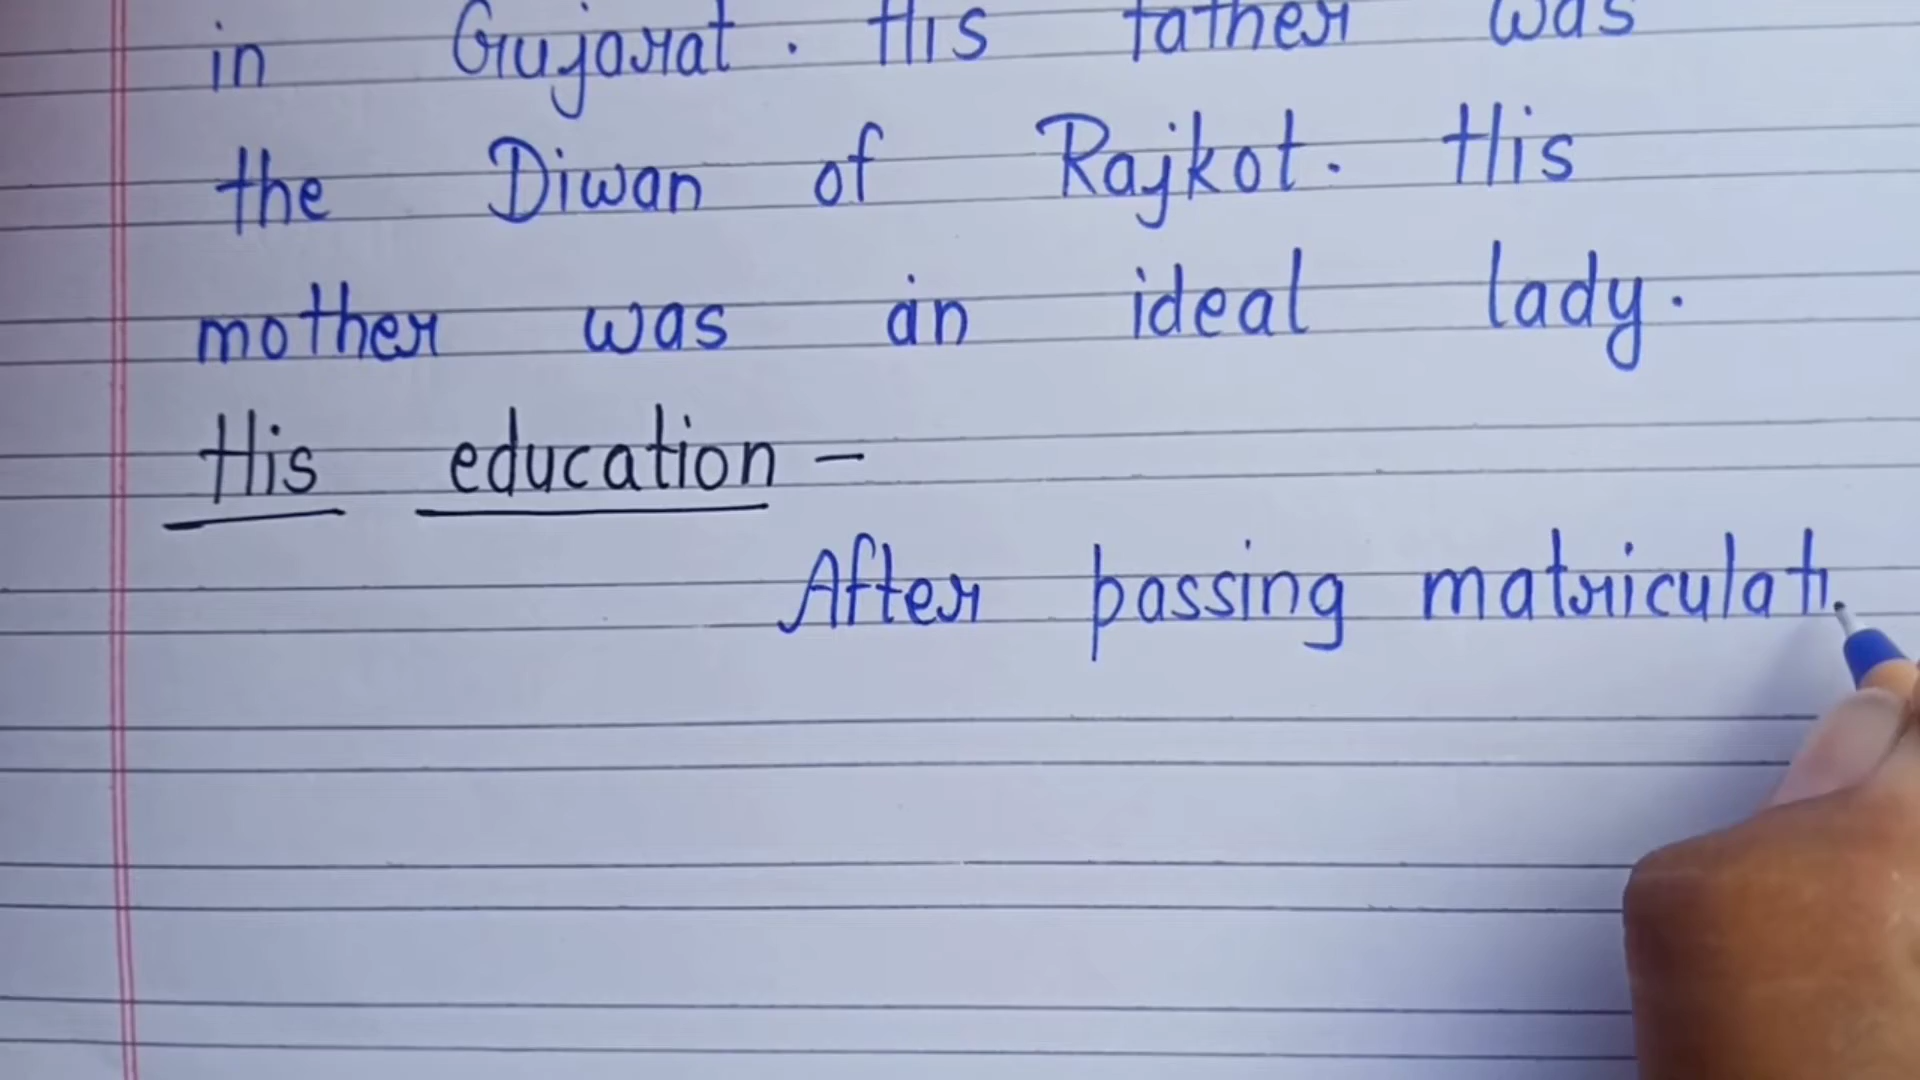 in Gujarat. His father was
the Diwan of Rajkot. His
mother was an ideal lady.
His education -
After passing matriculati